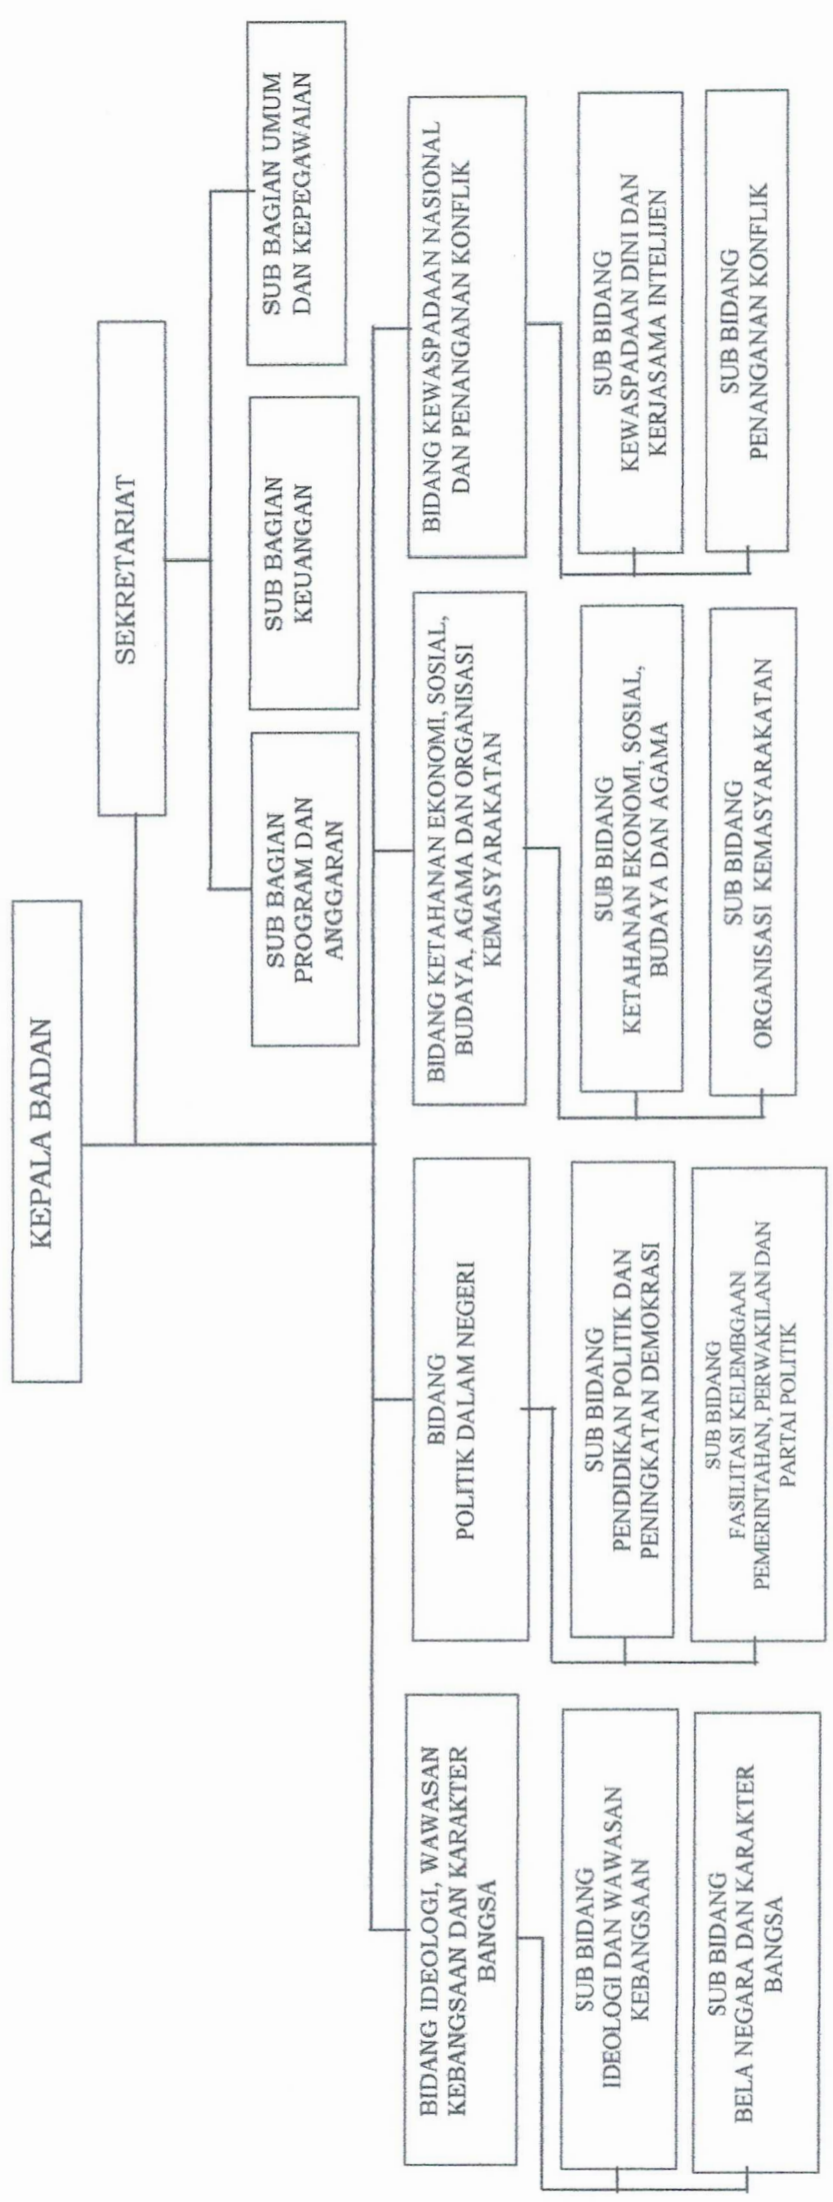 KEPALA BADAN
SEKRETARIAT
SUB BAGIAN
PROGRAM DAN
ANGGARAN
SUB BAGIAN
KEUANGAN
SUB BAGIAN UMUM
DAN KEPEGAWAIAN
BIDANG IDEOLOGI, WAWASAN
KEBANGSAAN DAN KARAKTER
BANGSA
BIDANG
POLITIK DALAM NEGERI
BIDANG KETAHANAN EKONOMI, SOSIAL,
BUDAYA, AGAMA DAN ORGANISASI
KEMASYARAKATAN
BIDANG KEWASPADAAN NASIONAL
DAN PENANGANAN KONFLIK
SUB BIDANG
IDEOLOGI DAN WAWASAN
KEBANGSAAN
SUB BIDANG
PENDIDIKAN POLITIK DAN
PENINGKATAN DEMOKRASI
SUB BIDANG
KETAHANAN EKONOMI, SOSIAL,
BUDAYA DAN AGAMA
SUB BIDANG
KEWASPADAAN DINI DAN
KERJASAMA INTELIJEN
SUB BIDANG
BELA NEGARA DAN KARAKTER
BANGSA
SUB BIDANG
FASILITASI KELEMBGAAN
PEMERINTAHAN, PERWAKILAN DAN
PARTAI POLITIK
SUB BIDANG
ORGANISASI KEMASYARAKATAN
SUB BIDANG
PENANGANAN KONFLIK